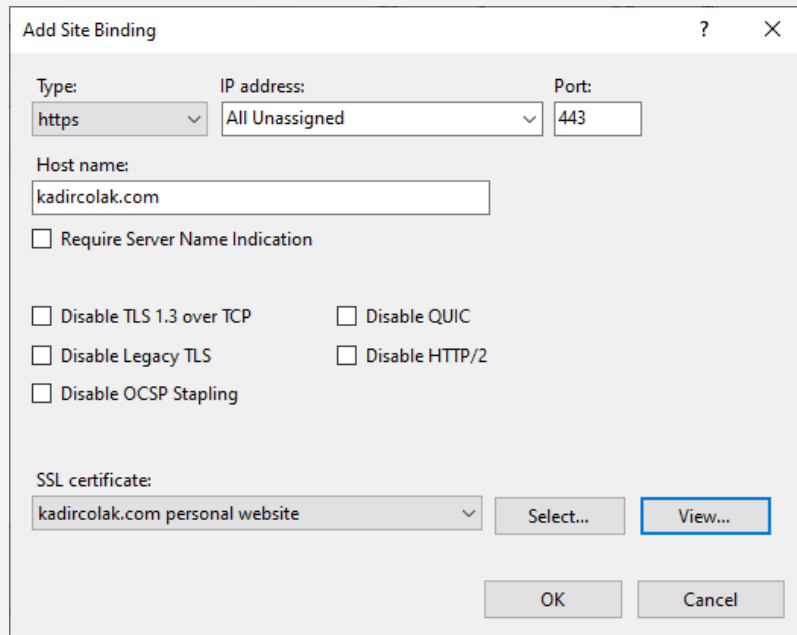 Add Site Binding ?
Type: IP address: Port:
https All Unassigned 443
Host name:
kadircolak.com
Require Server Name Indication
Disable TLS 1.3 over TCP Disable QUIC
Disable Legacy TLS Disable HTTP/2
Disable OCSP Stapling
SSL certificate:
kadircolak.com personal website Select... View...
OK Cancel